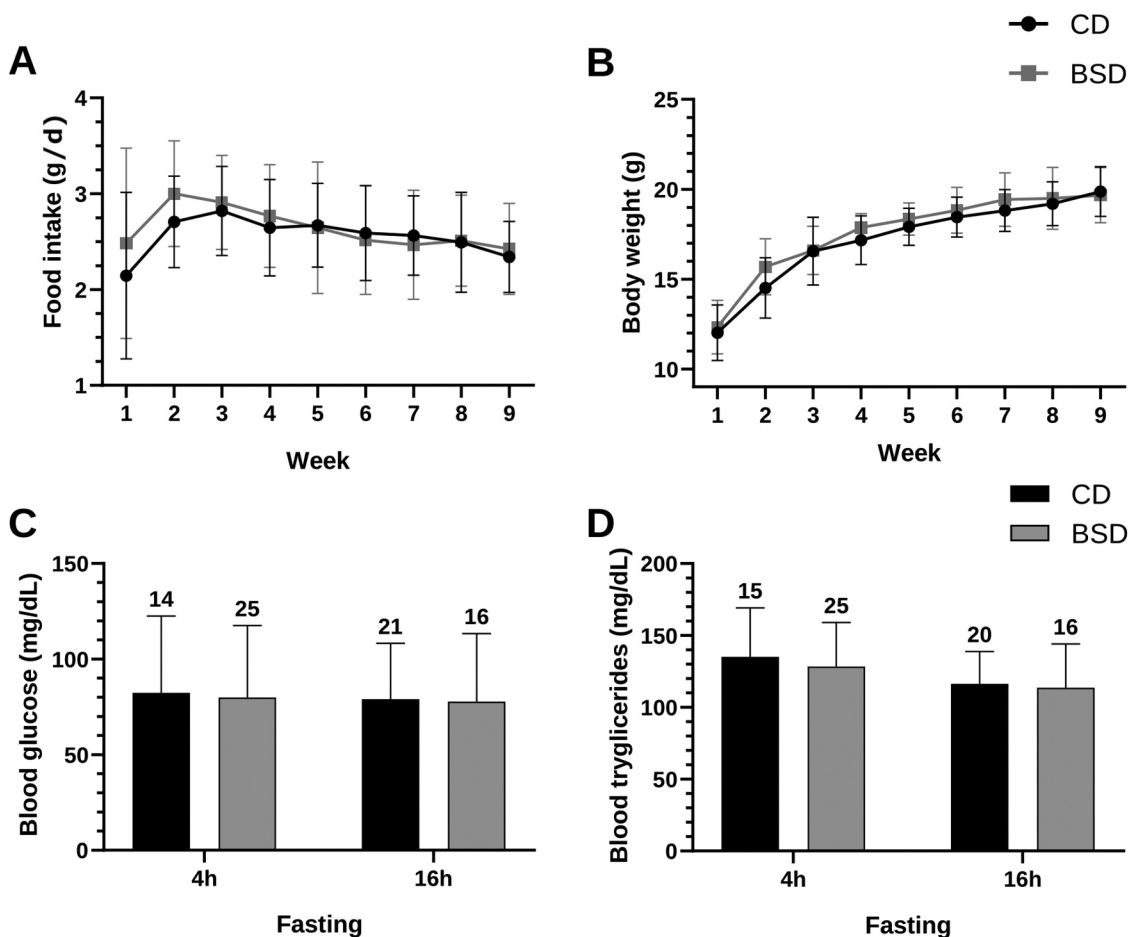 CD
BSD
A
Food intake (g/d)
4
3
2
1
1 2 3 4 5 6 7 8 9
Week
B
Body weight (g)
25
20
15
10
1 2 3 4 5 6 7 8 9
Week
CD
BSD
C
Blood glucose (mg/dL)
150
100
50
0
14 25 21 16
4h 16h
Fasting
D
Blood tryglicerides (mg/dL)
200
150
100
50
0
15 25 20 16
4h 16h
Fasting